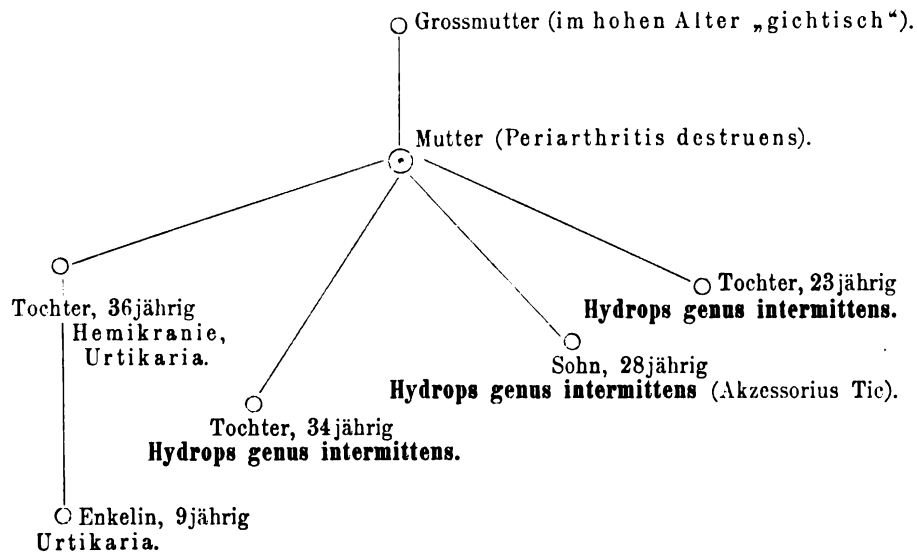 Grossmutter (im hohen Alter „gichtisch“).
Mutter (Periarthritis destruens).
Tochter, 36jährig
Hemikranie,
Urtikaria.
Tochter, 23jährig
Hydrops genus intermittens.
Sohn, 28jährig
Hydrops genus intermittens (Akzessorius Tic).
Tochter, 34jährig
Hydrops genus intermittens.
Enkelin, 9jährig
Urtikaria.